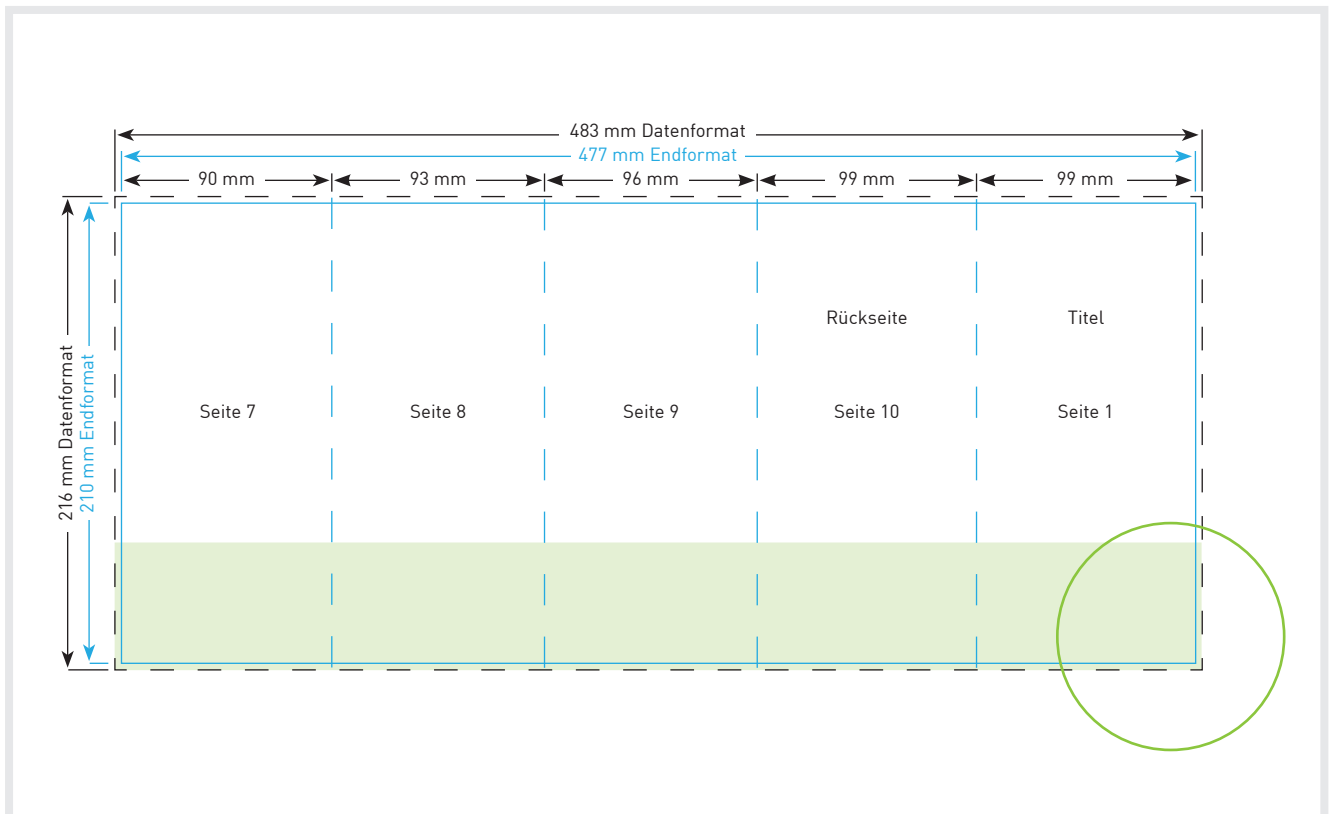 483 mm Datenformat
477 mm Endformat
90 mm
93 mm
96 mm
99 mm
99 mm
216 mm Datenformat
210 mm Endformat
Rückseite
Titel
Seite 7
Seite 8
Seite 9
Seite 10
Seite 1